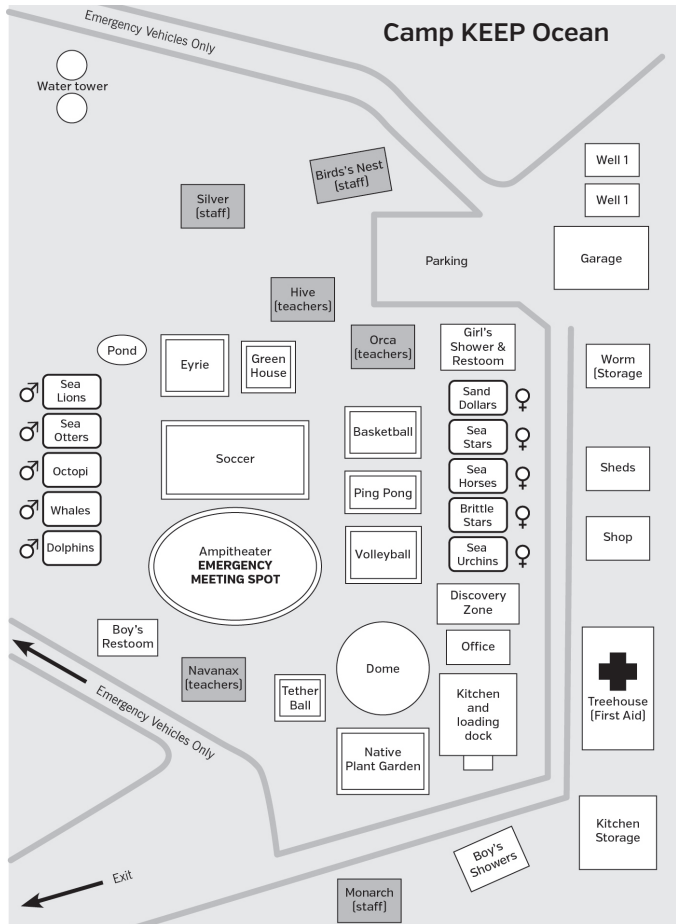 Camp KEEP Ocean
Emergency Vehicles Only
Water tower
Birds's Nest
(staff)
Silver
(staff)
Well 1
Well 1
Parking
Garage
Hive
(teachers)
Orca
(teachers)
Girl's
Shower &
Restoom
Pond
Eyrie
Green
House
Worm
(Storage
Sea
Lions
Sea
Otters
Octopi
Whales
Dolphins
Soccer
Basketball
Ping Pong
Volleyball
Sand
Dollars
Sea
Stars
Sea
Horses
Brittle
Stars
Sea
Urchins
Sheds
Shop
Ampitheater
EMERGENCY
MEETING SPOT
Discovery
Zone
Office
Boy's
Restoom
Navanax
(teachers)
Tether
Ball
Dome
Kitchen
and
loading
dock
Treehouse
(First Aid)
Emergency Vehicles Only
Native
Plant Garden
Kitchen
Storage
Boy's
Showers
Exit
Monarch
(staff)